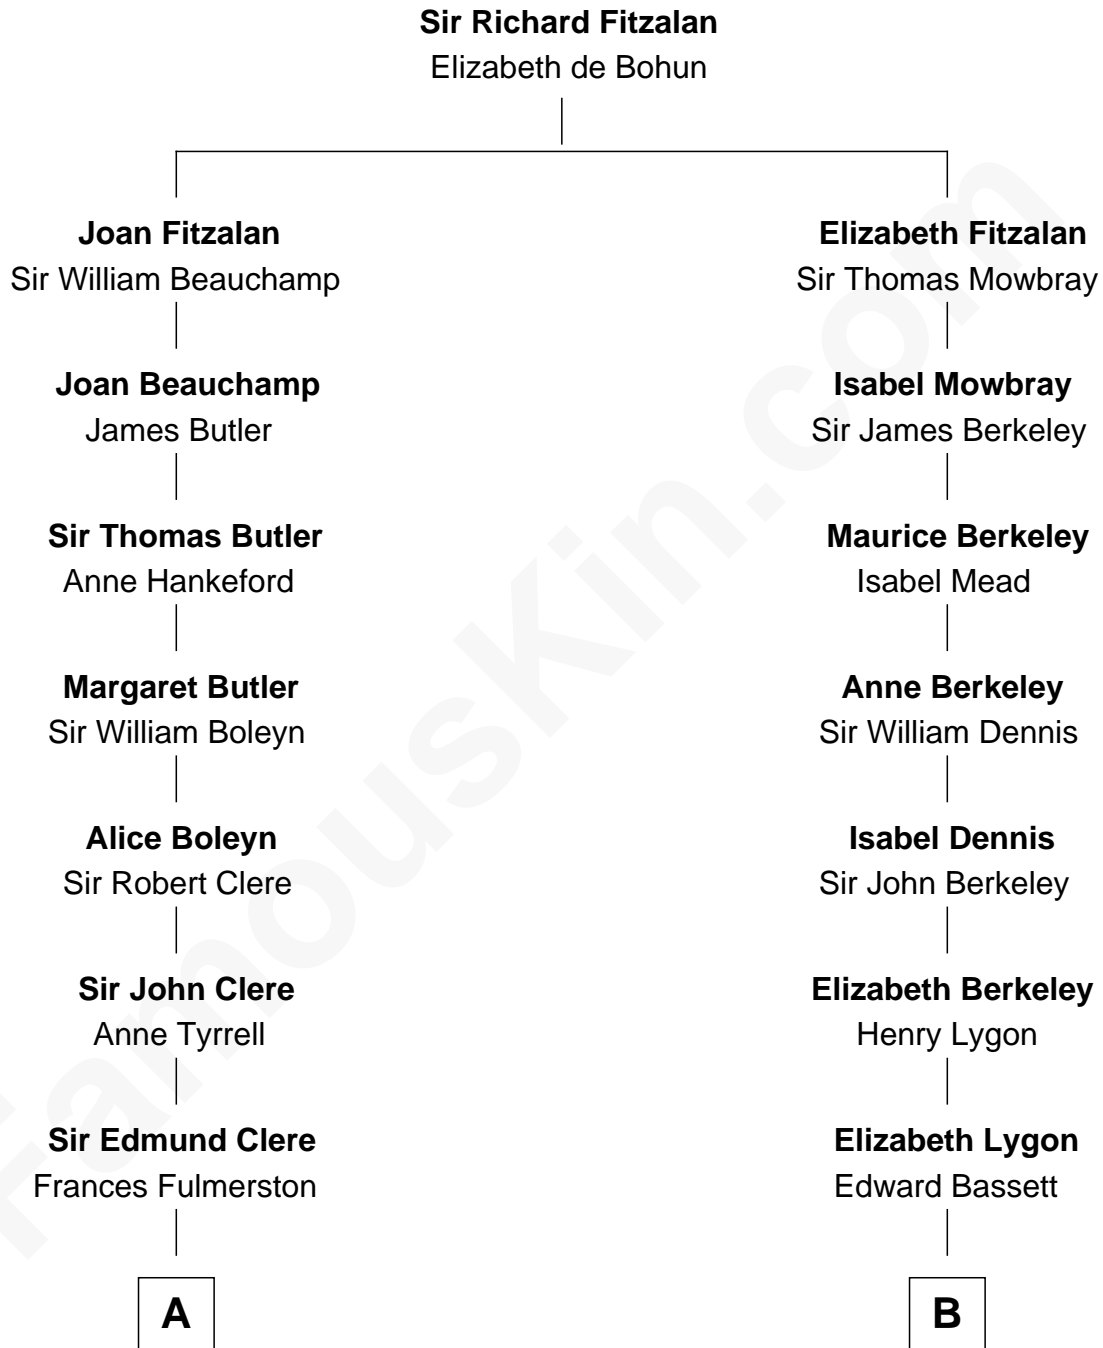 Sir Richard Fitzalan
Elizabeth de Bohun
Joan Fitzalan
Sir William Beauchamp
Elizabeth Fitzalan
Sir Thomas Mowbray
Joan Beauchamp
James Butler
Isabel Mowbray
Sir James Berkeley
Sir Thomas Butler
Anne Hankeford
Maurice Berkeley
Isabel Mead
Margaret Butler
Sir William Boleyn
Anne Berkeley
Sir William Dennis
Alice Boleyn
Sir Robert Clere
Isabel Dennis
Sir John Berkeley
Sir John Clere
Anne Tyrrell
Elizabeth Berkeley
Henry Lygon
Sir Edmund Clere
Frances Fulmerston
Elizabeth Lygon
Edward Bassett
A
B
FamousKin.com